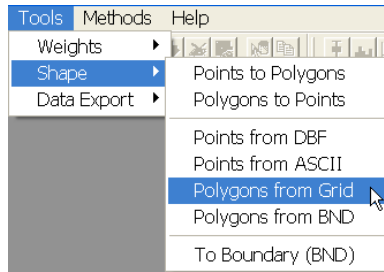 Tools Methods Help
Weights
Shape
Data Export
Points to Polygons
Polygons to Points
Points from DBF
Points from ASCII
Polygons from Grid
Polygons from BND
To Boundary (BND)